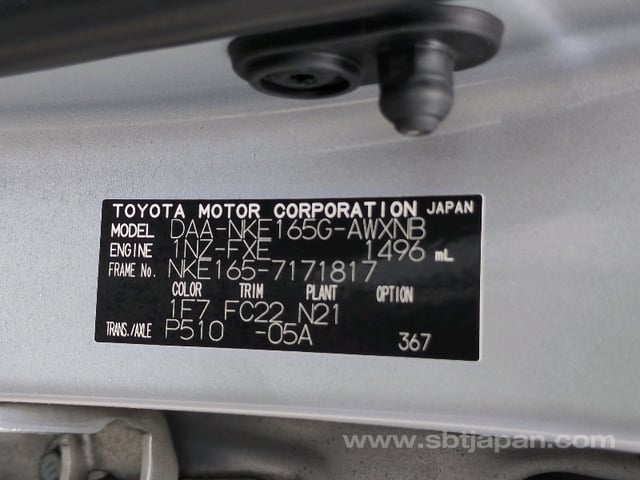 TOYOTA MOTOR CORPORATION JAPAN
MODEL DAA-NKE165G-AWXNB
ENGINE 1NZ-FXE 1496 mL
FRAME No. NKE165-7171817
COLOR TRIM PLANT OPTION
1F7 FC22 N21
TRANS./AXLE P510 -05A 367
www.sbtjapan.com